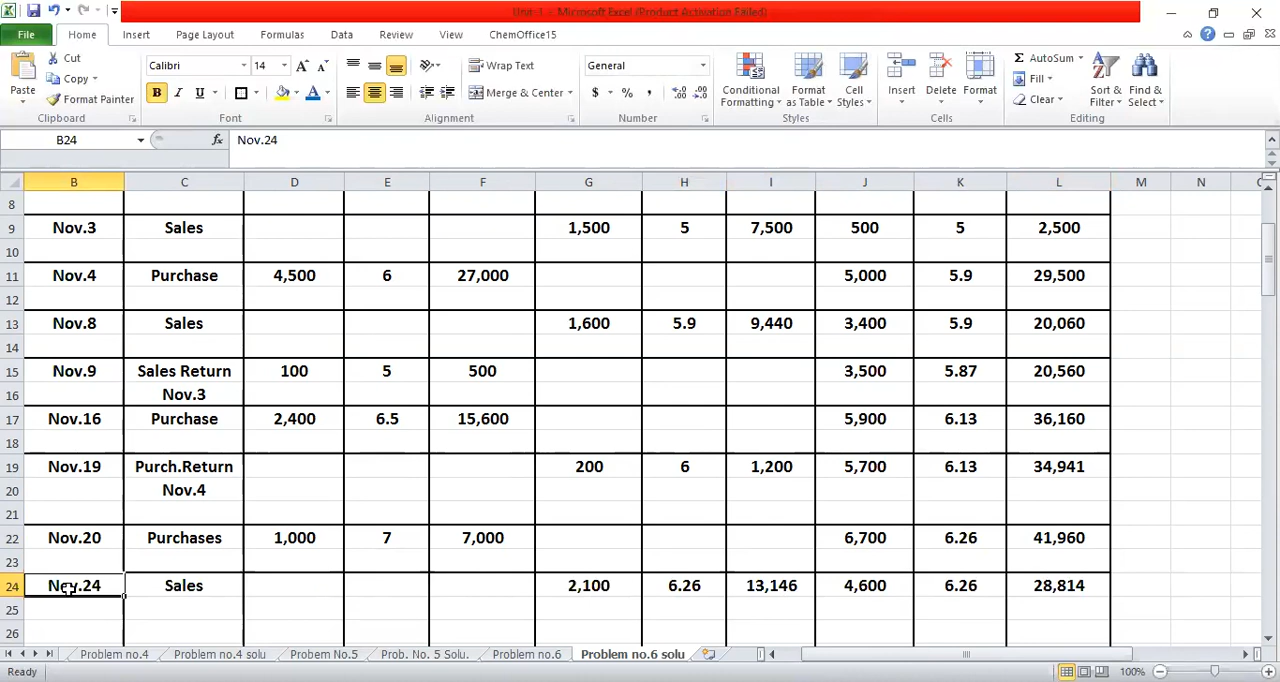 Unit-1 - Microsoft Excel (Product Activation Failed)
File Home Insert Page Layout Formulas Data Review View ChemOffice15
Cut Calibri 14 A A Wrap Text General AutoSum
Copy Fill
Paste Format Painter B I U A Merge & Center $ % , Conditional Formatting Format as Table Cell Styles Insert Delete Format Clear Sort & Filter Find & Select
Clipboard Font Alignment Number Styles Cells Editing
B24 fx Nov.24
B C D E F G H I J K L M N
8
9 Nov.3 Sales 1,500 5 7,500 500 5 2,500
10
11 Nov.4 Purchase 4,500 6 27,000 5,000 5.9 29,500
12
13 Nov.8 Sales 1,600 5.9 9,440 3,400 5.9 20,060
14
15 Nov.9 Sales Return 100 5 500 3,500 5.87 20,560
16 Nov.3
17 Nov.16 Purchase 2,400 6.5 15,600 5,900 6.13 36,160
18
19 Nov.19 Purch.Return 200 6 1,200 5,700 6.13 34,941
20 Nov.4
21
22 Nov.20 Purchases 1,000 7 7,000 6,700 6.26 41,960
23
24 Nov.24 Sales 2,100 6.26 13,146 4,600 6.26 28,814
25
26
Problem no.4 Problem no.4 solu Probem No.5 Prob. No. 5 Solu. Problem no.6 Problem no.6 solu
Ready 100%